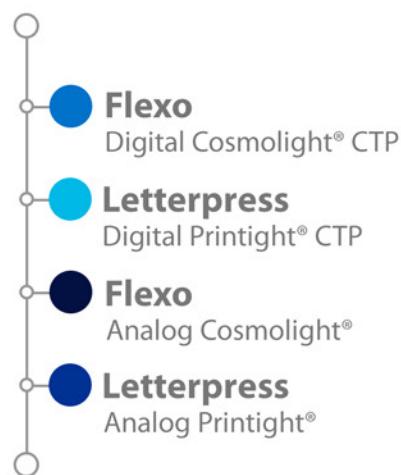 Flexo
Digital Cosmolight® CTP
Letterpress
Digital Printight® CTP
Flexo
Analog Cosmolight®
Letterpress
Analog Printight®